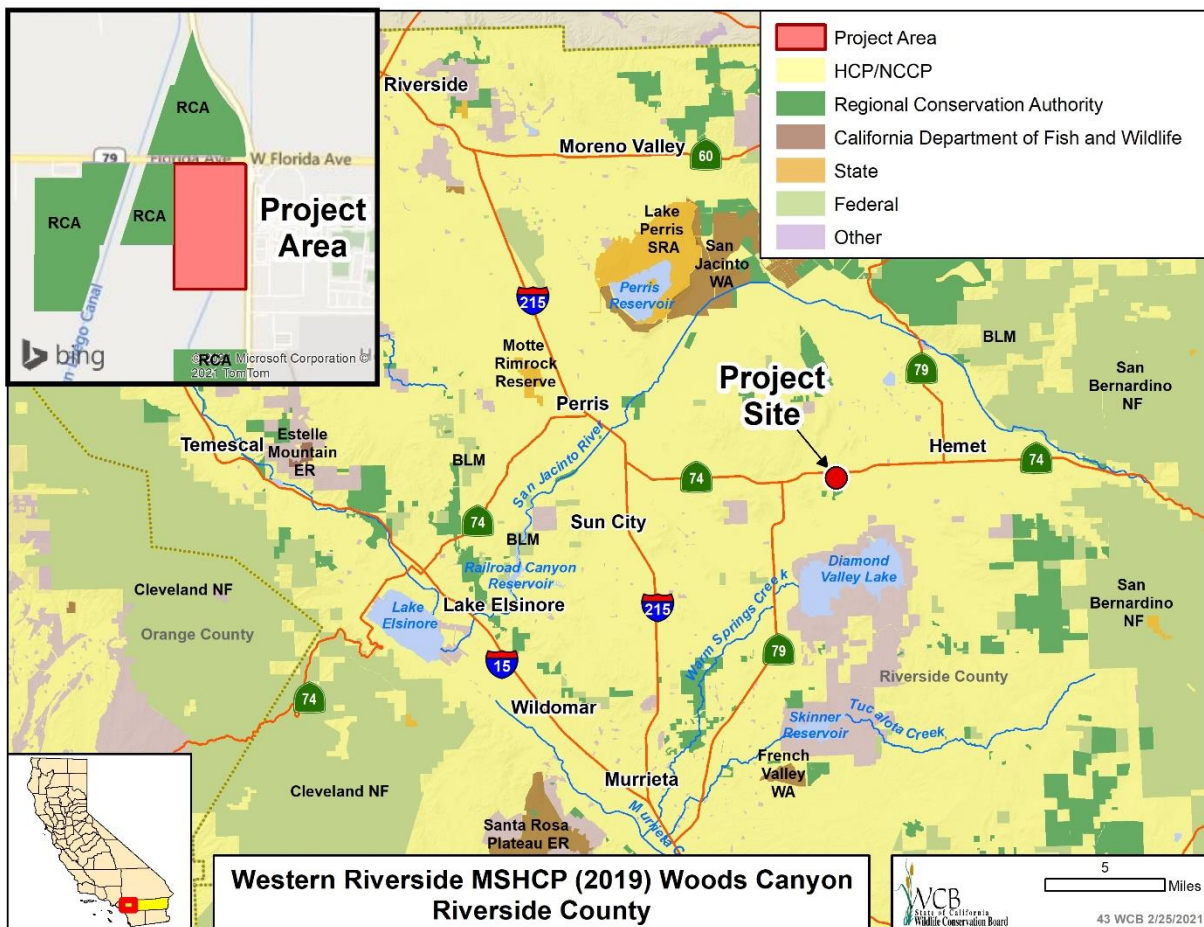 RCA
79
Florida Ave
W Florida Ave
RCA
RCA
Project
Area
RCA
bing
Microsoft Corporation ©
2021 TomTom
Project Area
HCP/NCCP
Regional Conservation Authority
California Department of Fish and Wildlife
State
Federal
Other
Riverside
Moreno Valley
60
Lake
Perris
SRA
San
Jacinto
WA
Perris
Reservoir
215
Motte
Rimrock
Reserve
Perris
BLM
79
San
Bernardino
NF
Project
Site
Hemet
74
74
Temescal
Estelle
Mountain
ER
BLM
San Jacinto River
74
BLM
Sun City
Railroad Canyon
Reservoir
Diamond
Valley Lake
Cleveland NF
Orange County
Lake
Elsinore
Lake Elsinore
215
Warm Springs Creek
79
San
Bernardino
NF
Riverside County
74
15
Wildomar
Skinner
Reservoir
Tucalota Creek
Murrieta
French
Valley
WA
Cleveland NF
Murrieta C
Santa Rosa
Plateau ER
Western Riverside MSHCP (2019) Woods Canyon
Riverside County
WCB
State of California
Wildlife Conservation Board
5
Miles
43 WCB 2/25/2021